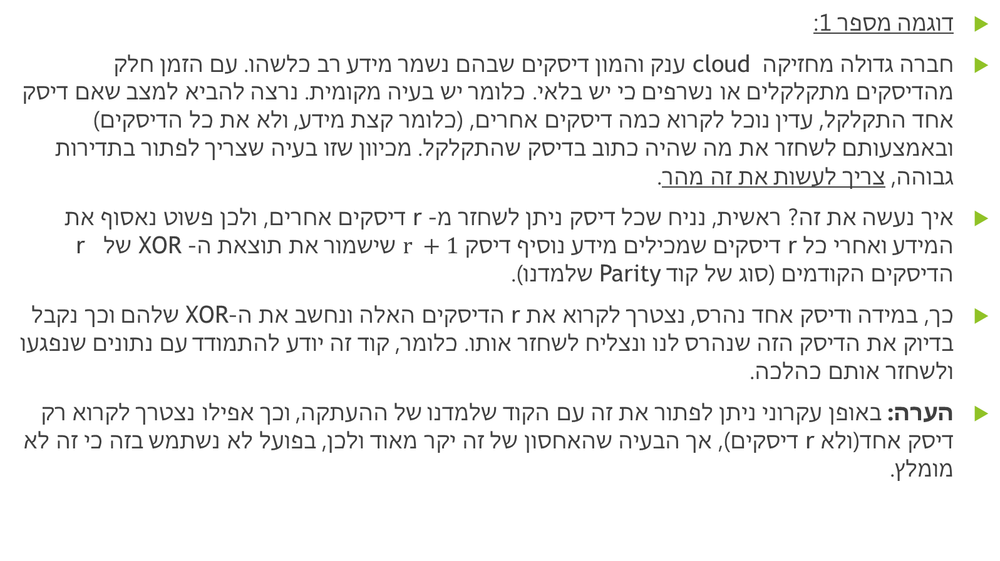 דוגמה מספר 1:
חברה גדולה מחזיקה cloud ענק והמון דיסקים שבהם נשמר מידע רב כלשהו. עם הזמן חלק
מהדיסקים מתקלקלים או נשרפים כי יש בלאי. כלומר יש בעיה מקומית. נרצה להביא למצב שאם דיסק
אחד התקלקל, עדין נוכל לקרוא כמה דיסקים אחרים, (כלומר קצת מידע, ולא את כל הדיסקים)
ובאמצעותם לשחזר את מה שהיה כתוב בדיסק שהתקלקל. מכיוון שזו בעיה שצריך לפתור בתדירות
גבוהה, צריך לעשות את זה מהר.
איך נעשה את זה? ראשית, נניח שכל דיסק ניתן לשחזר מ- r דיסקים אחרים, ולכן פשוט נאסוף את
המידע ואחרי כל r דיסקים שמכילים מידע נוסיף דיסק r + 1 שישמור את תוצאת ה- XOR של r
הדיסקים הקודמים (סוג של קוד Parity שלמדנו).
כך, במידה ודיסק אחד נהרס, נצטרך לקרוא את r הדיסקים האלה ונחשב את ה-XOR שלהם וכך נקבל
בדיוק את הדיסק הזה שנהרס לנו ונצליח לשחזר אותו. כלומר, קוד זה יודע להתמודד עם נתונים שנפגעו
ולשחזר אותם כהלכה.
הערה: באופן עקרוני ניתן לפתור את זה עם הקוד שלמדנו של ההעתקה, וכך אפילו נצטרך לקרוא רק
דיסק אחד(ולא r דיסקים), אך הבעיה שהאחסון של זה יקר מאוד ולכן, בפועל לא נשתמש בזה כי זה לא
מומלץ.